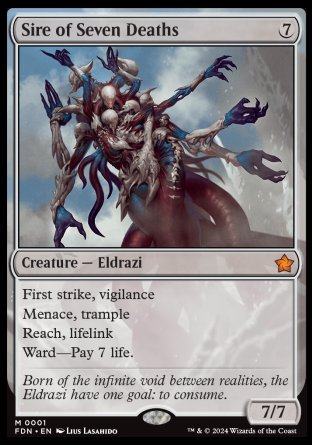 Sire of Seven Deaths 7
Creature — Eldrazi
First strike, vigilance
Menace, trample
Reach, lifelink
Ward—Pay 7 life.
Born of the infinite void between realities, the
Eldrazi have one goal: to consume.
7/7
M 0001
FDN • EN Lius Lasahido
™ & © 2024 Wizards of the Coast